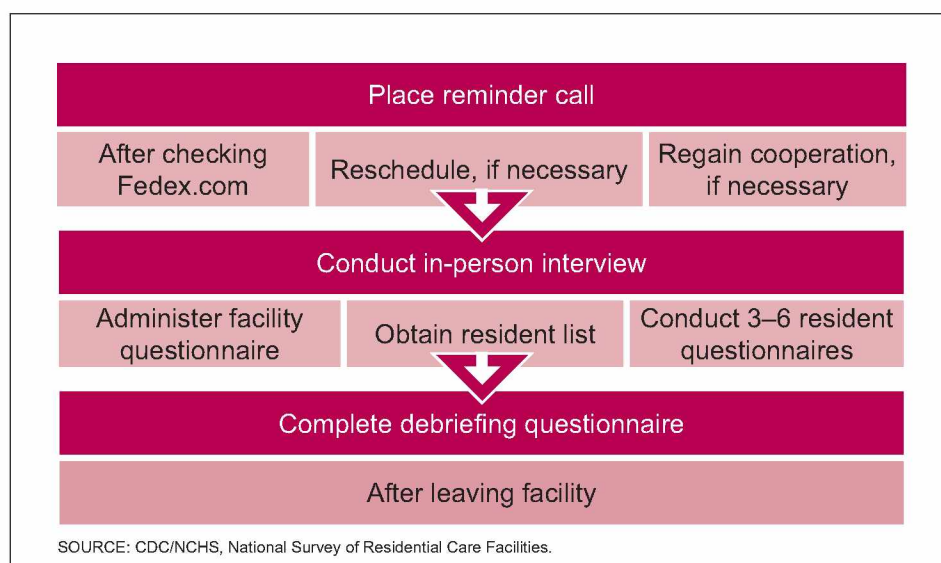 Place reminder call
After checking
Fedex.com
Reschedule, if necessary
Regain cooperation,
if necessary
Conduct in-person interview
Administer facility
questionnaire
Obtain resident list
Conduct 3–6 resident
questionnaires
Complete debriefing questionnaire
After leaving facility
SOURCE: CDC/NCHS, National Survey of Residential Care Facilities.